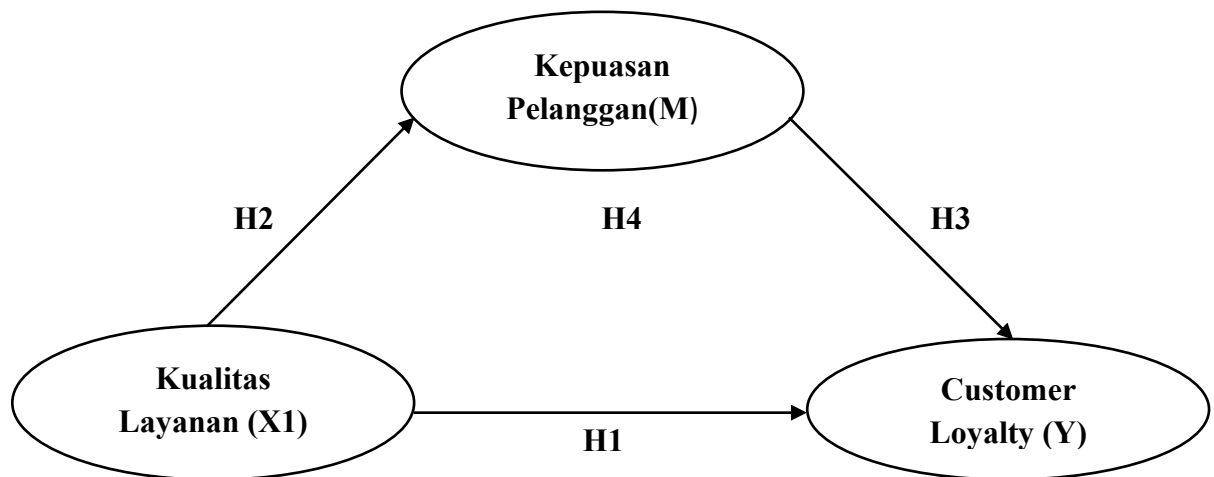 Kepuasan
Pelanggan(M)
H2
H4
H3
Kualitas
Layanan (X1)
Customer
Loyalty (Y)
H1